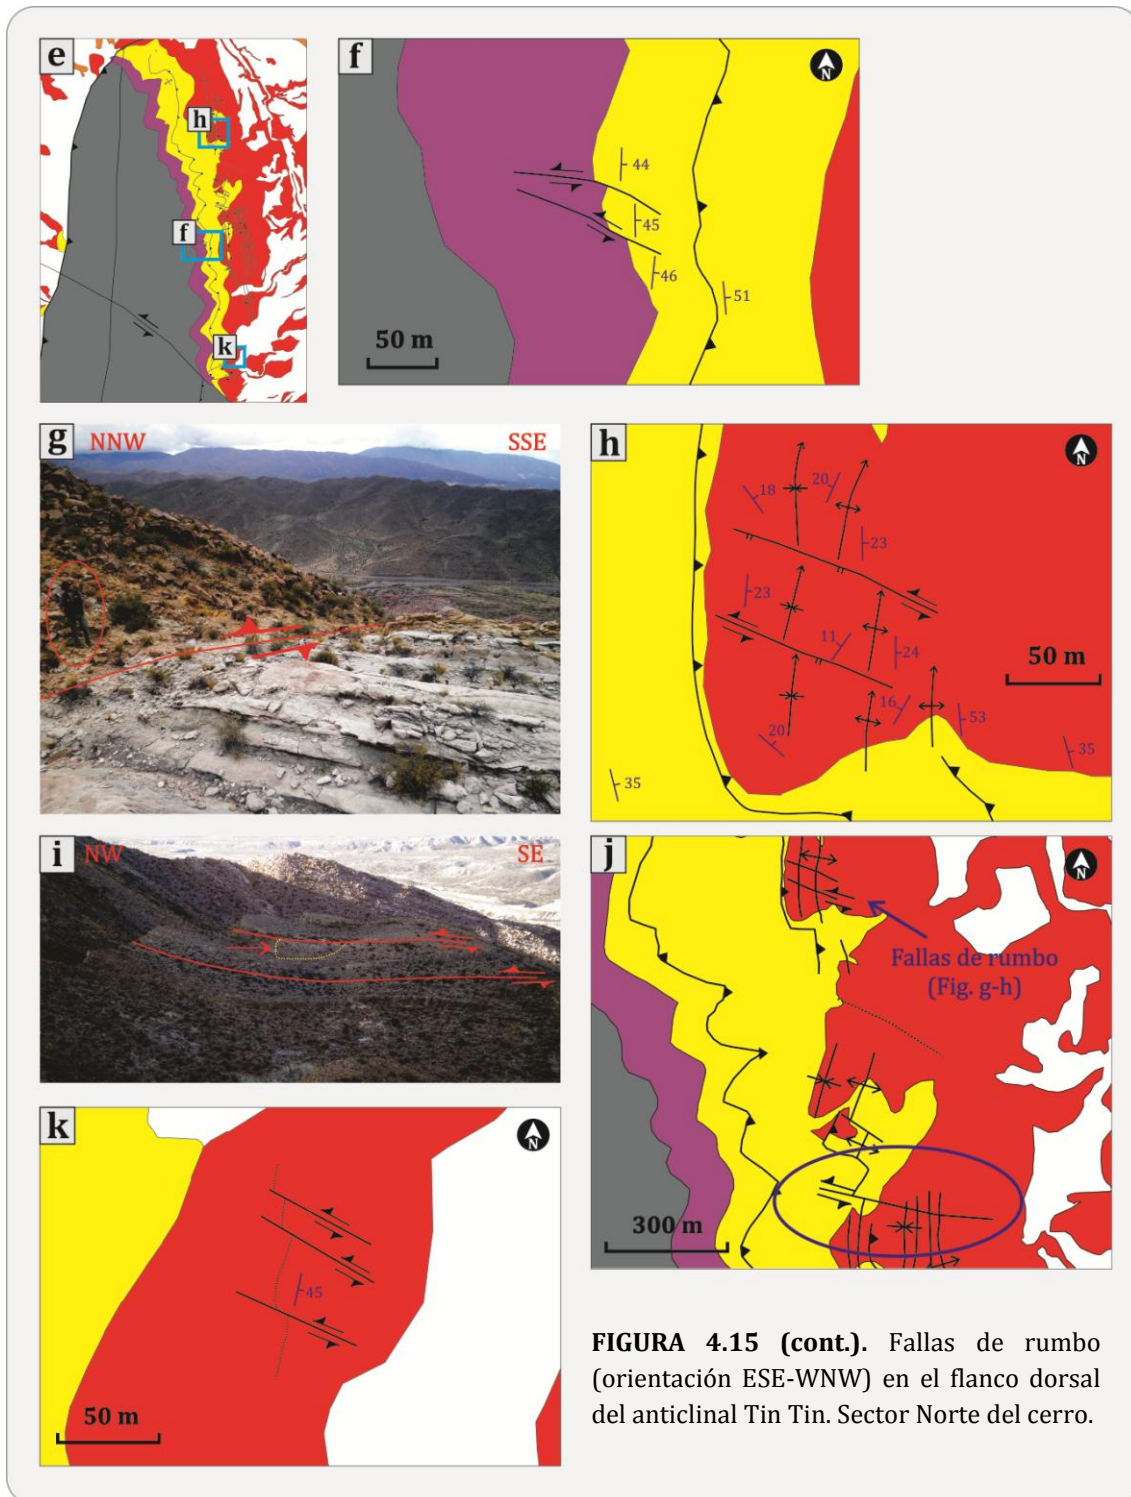 e
h
f
k
f
N
44
45
46
51
50 m
g
NNW
SSE
h
N
18
20
23
23
11
24
50 m
16
20
53
35
35
i
NW
SE
j
N
Fallas de rumbo
(Fig. g-h)
300 m
k
N
45
50 m
FIGURA 4.15 (cont.). Fallas de rumbo
(orientación ESE-WNW) en el flanco dorsal
del anticlinal Tin Tin. Sector Norte del cerro.